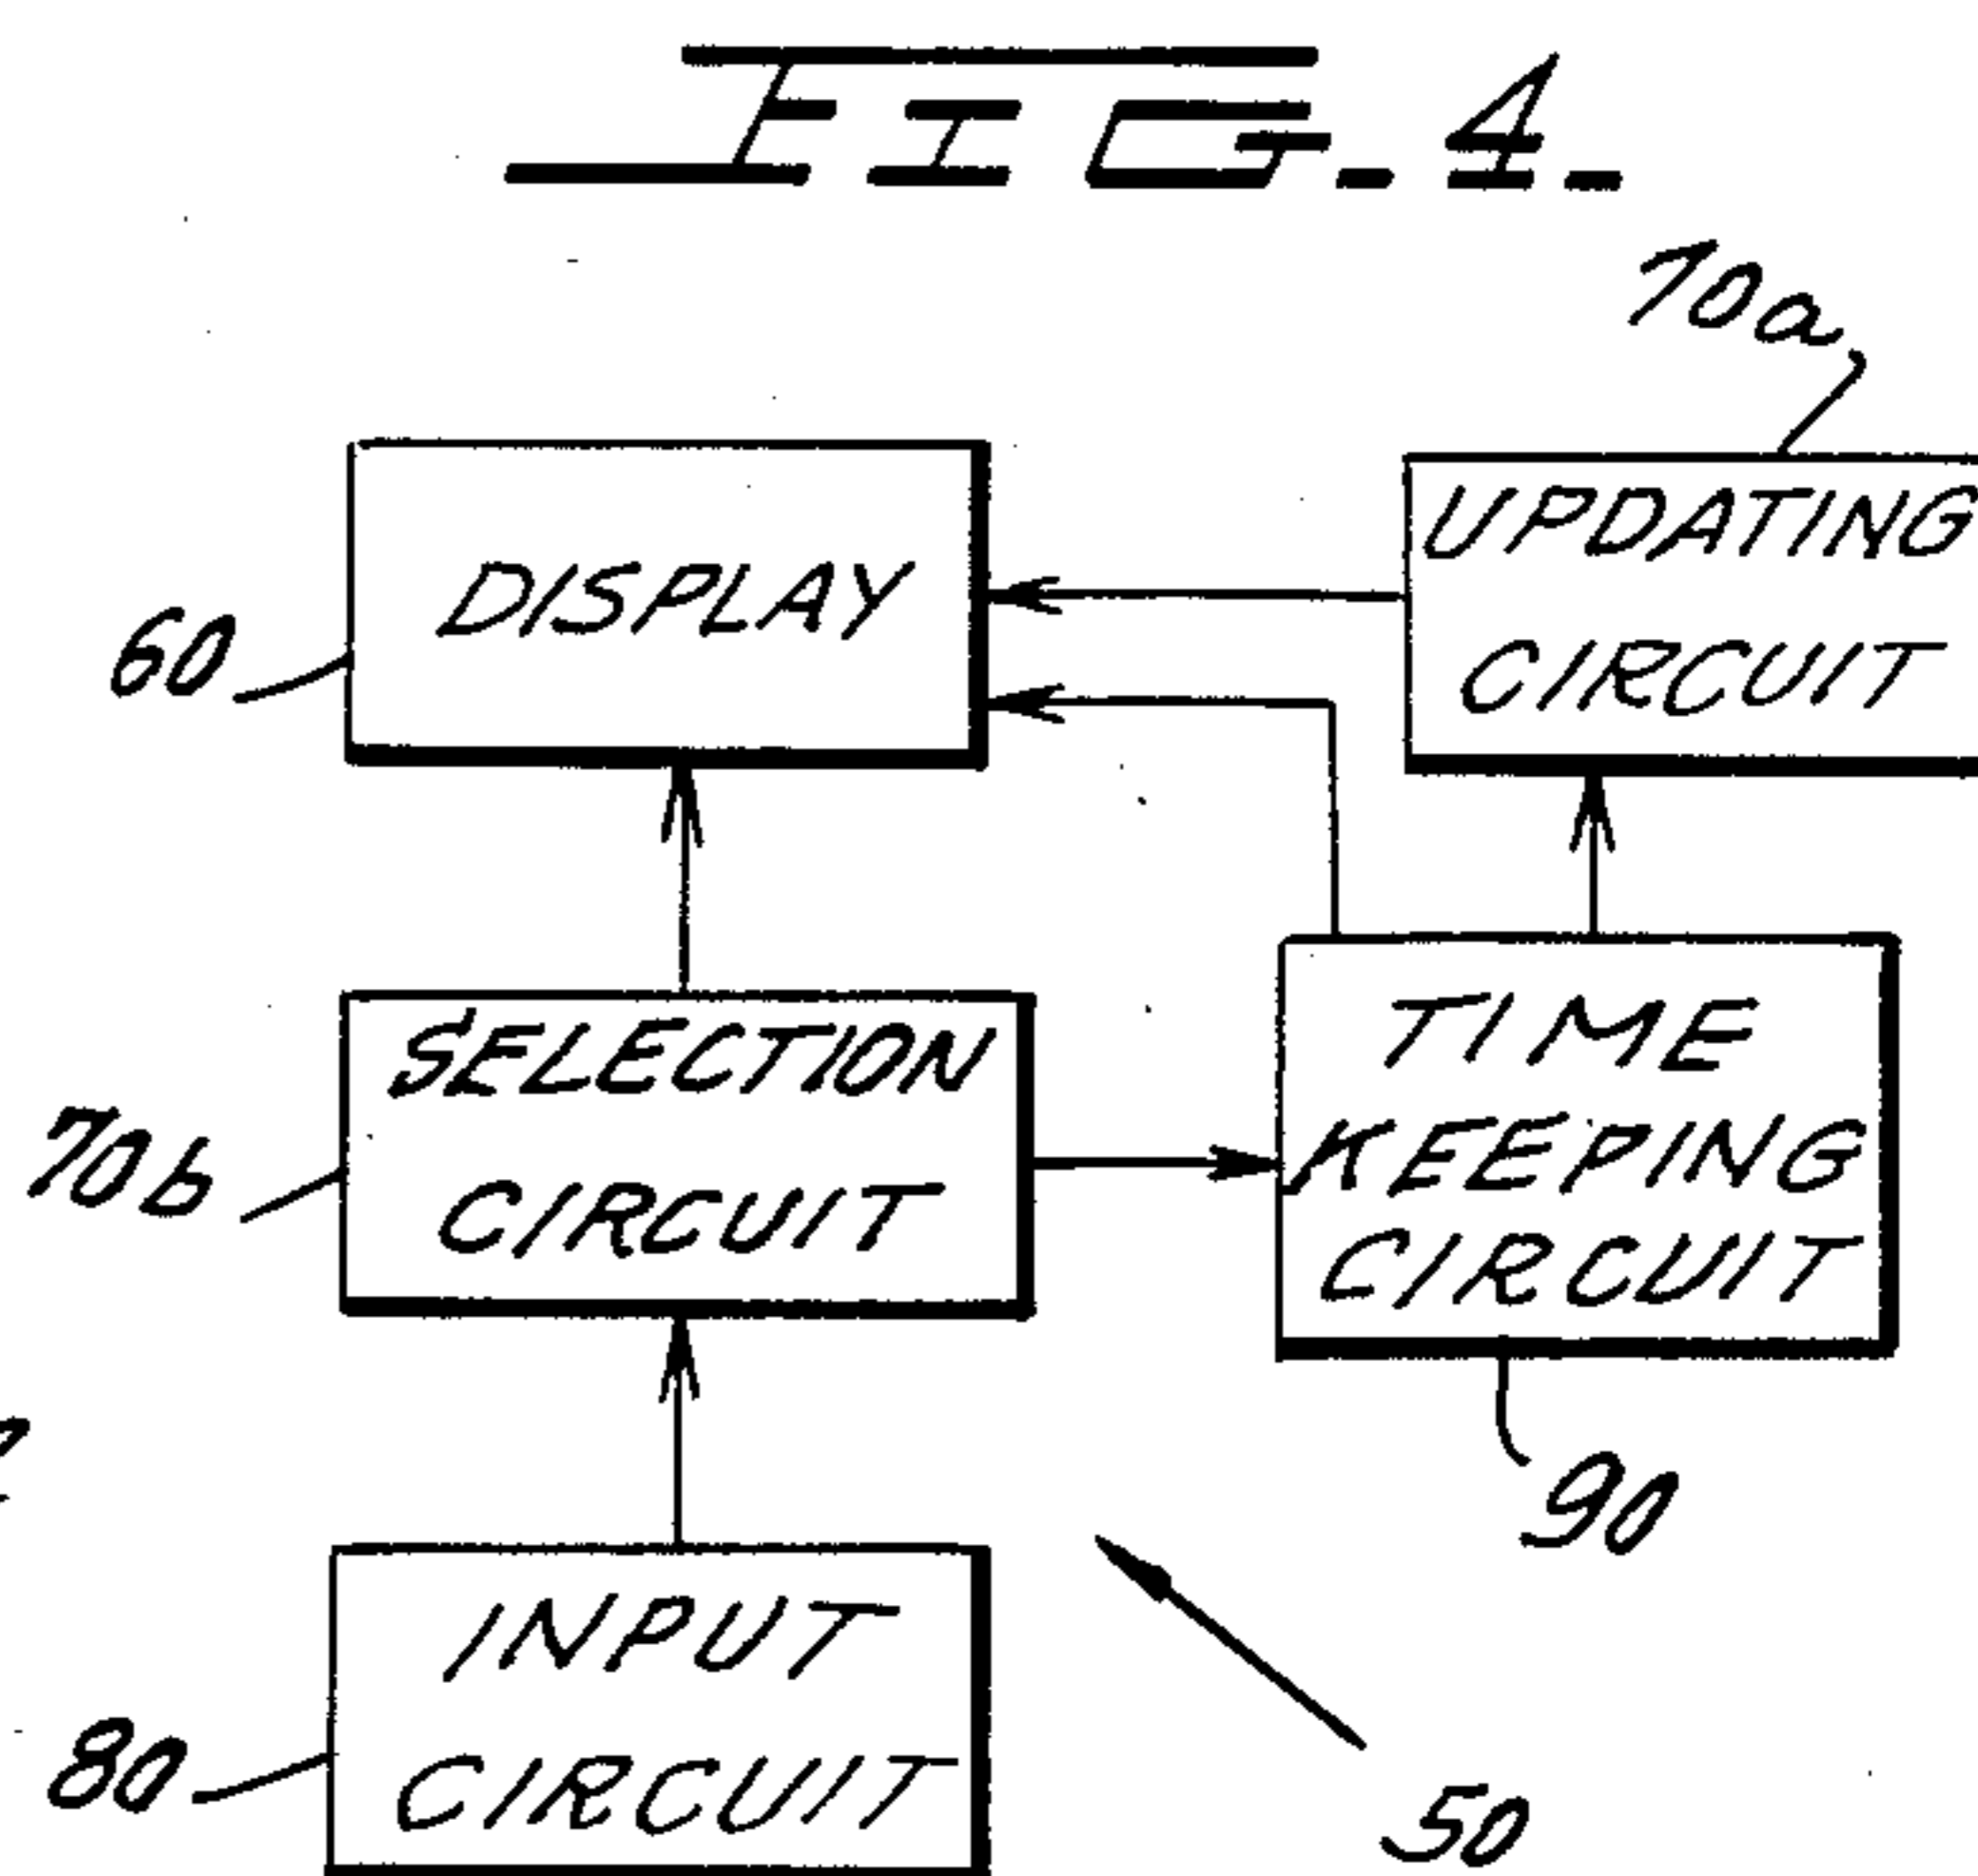 FIG. 4.
70a
DISPLAY
UPDATING
CIRCUIT
60
SELECTION
CIRCUIT
70b
TIME
KEEPING
CIRCUIT
90
INPUT
CIRCUIT
80
50